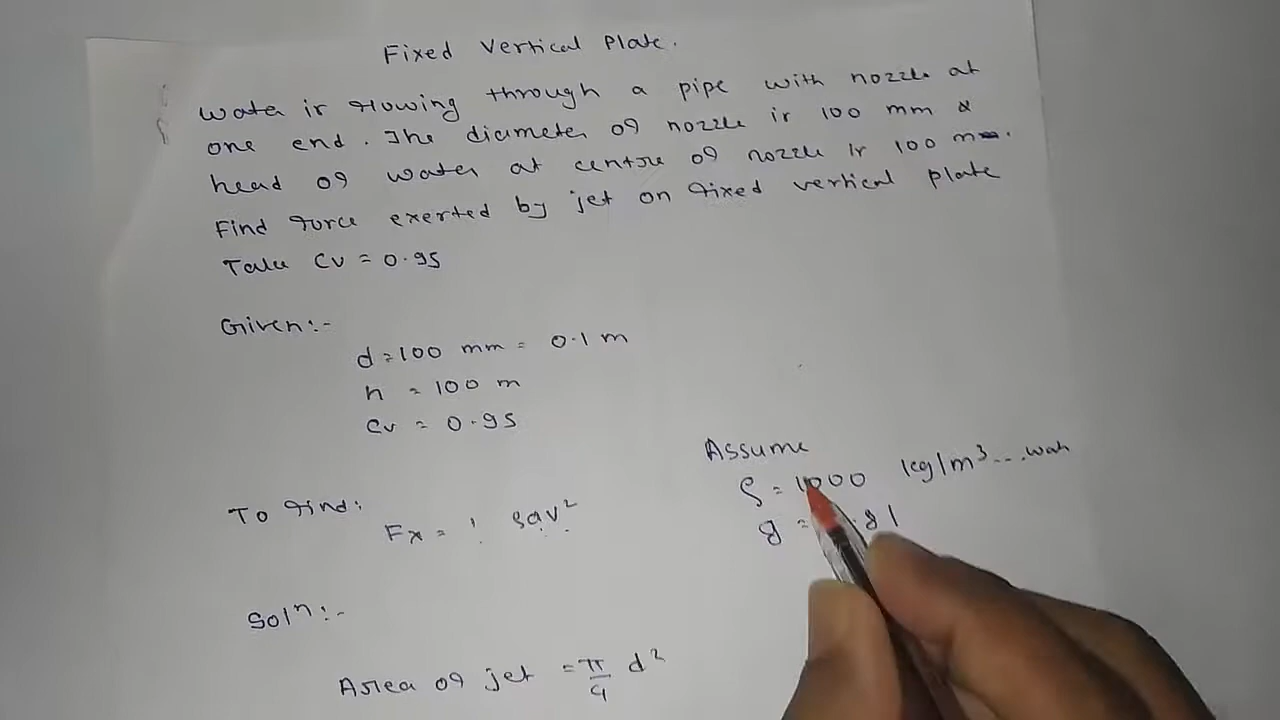 Fixed Vertical Plate.
Water is flowing through a pipe with nozzle at
one end. The diameter of nozzle is 100 mm &
head of water at centre of nozzle is 100 m.
Find force exerted by jet on fixed vertical plate
Take Cv = 0.95
Given:-
d = 100 mm = 0.1 m
h = 100 m
Cv = 0.95
Assume
ρ = 1000 kg/m³ ...
g = .81
To find:
Fx = ? ρav²
Solⁿ:-
Area of jet = π/4 d²